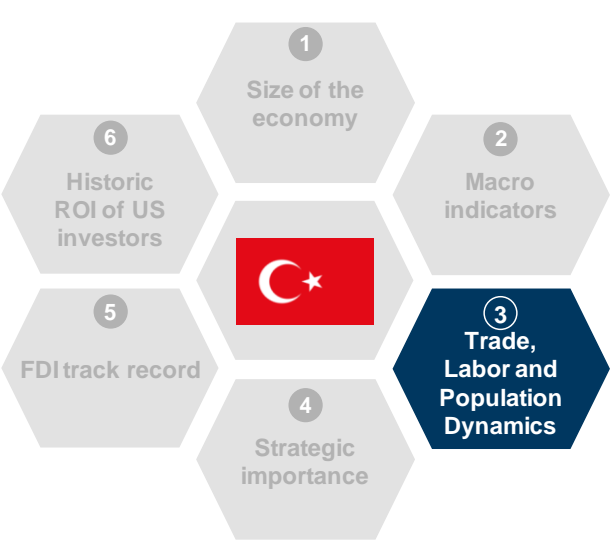 1
Size of the
economy
2
Macro
indicators
3
Trade,
Labor and
Population
Dynamics
4
Strategic
importance
5
FDI track record
6
Historic
ROI of US
investors